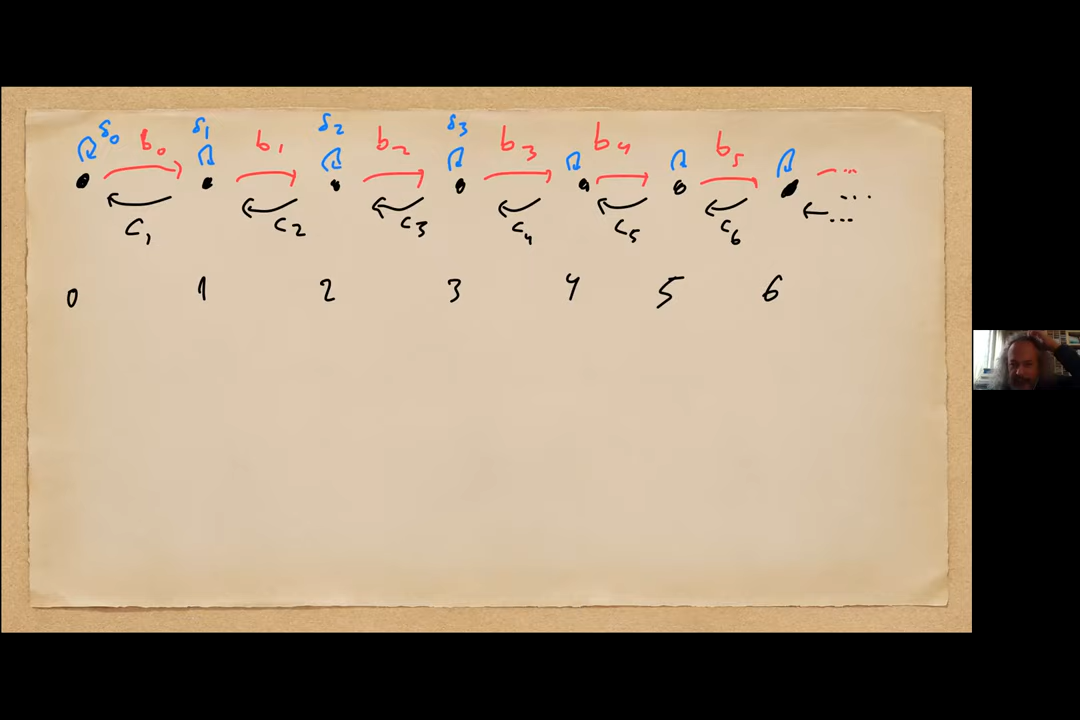 δ₀ b₀ δ₁ b₁ δ₂ b₂ δ₃ b₃ b₄ b₅ ...
c₁ c₂ c₃ c₄ c₅ c₆ ...
0 1 2 3 4 5 6